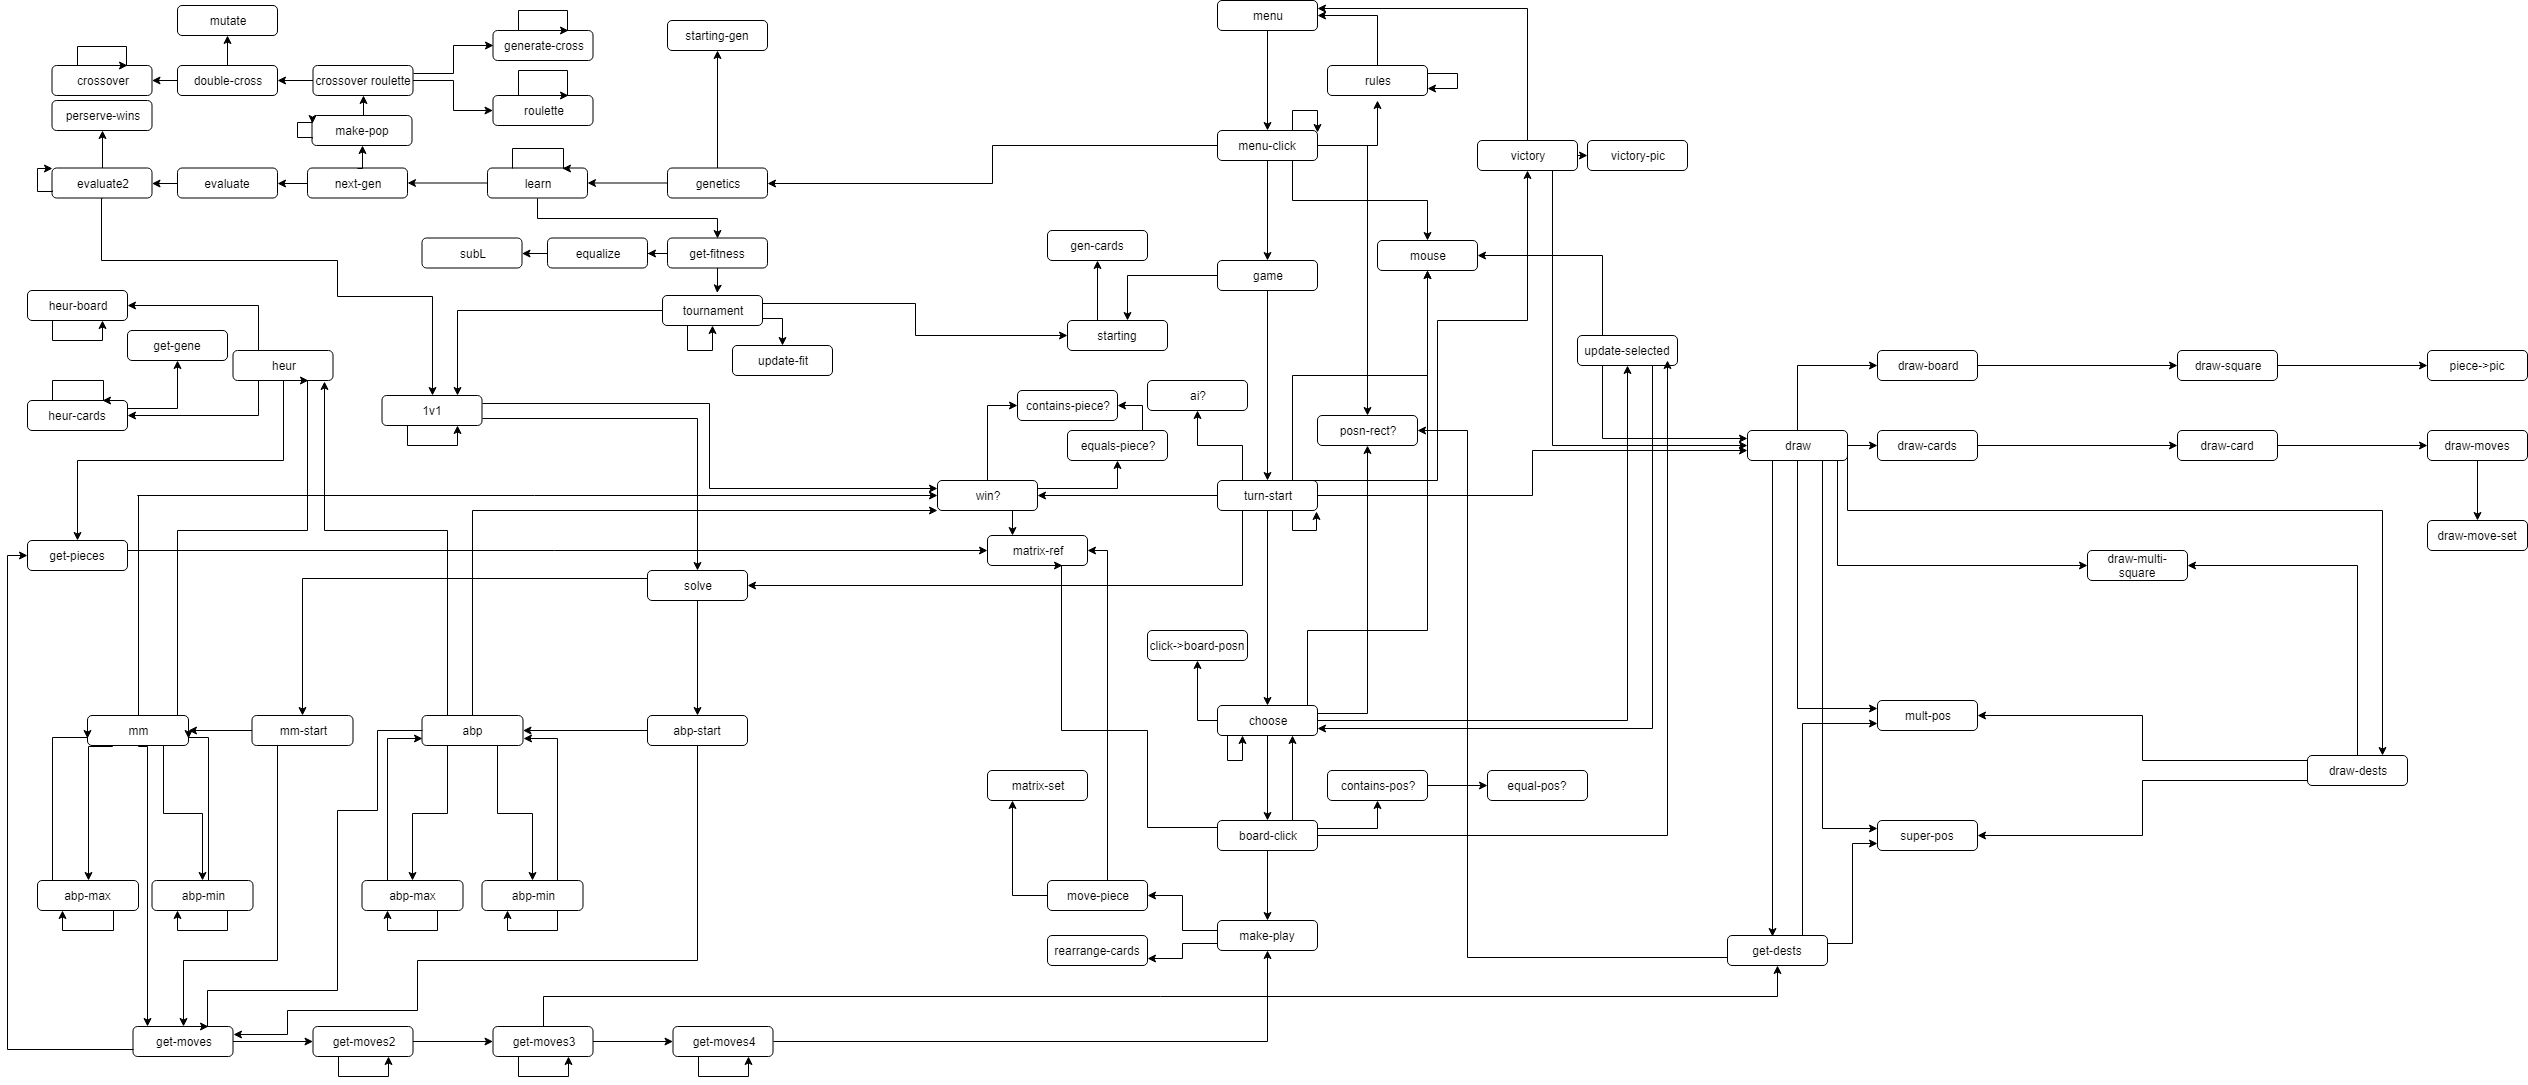 menu
mutate
starting-gen
generate-cross
crossover
double-cross
crossover roulette
rules
roulette
perserve-wins
make-pop
menu-click
victory
victory-pic
evaluate2
evaluate
next-gen
learn
genetics
subL
equalize
get-fitness
gen-cards
mouse
game
heur-board
tournament
starting
get-gene
update-fit
update-selected
heur
draw-board
draw-square
piece->pic
heur-cards
1v1
contains-piece?
ai?
posn-rect?
equals-piece?
draw
draw-cards
draw-card
draw-moves
win?
turn-start
get-pieces
matrix-ref
draw-move-set
draw-multi-
square
solve
click->board-posn
mm
mm-start
abp
abp-start
choose
mult-pos
draw-dests
matrix-set
contains-pos?
equal-pos?
board-click
super-pos
abp-max
abp-min
abp-max
abp-min
move-piece
make-play
rearrange-cards
get-dests
get-moves
get-moves2
get-moves3
get-moves4